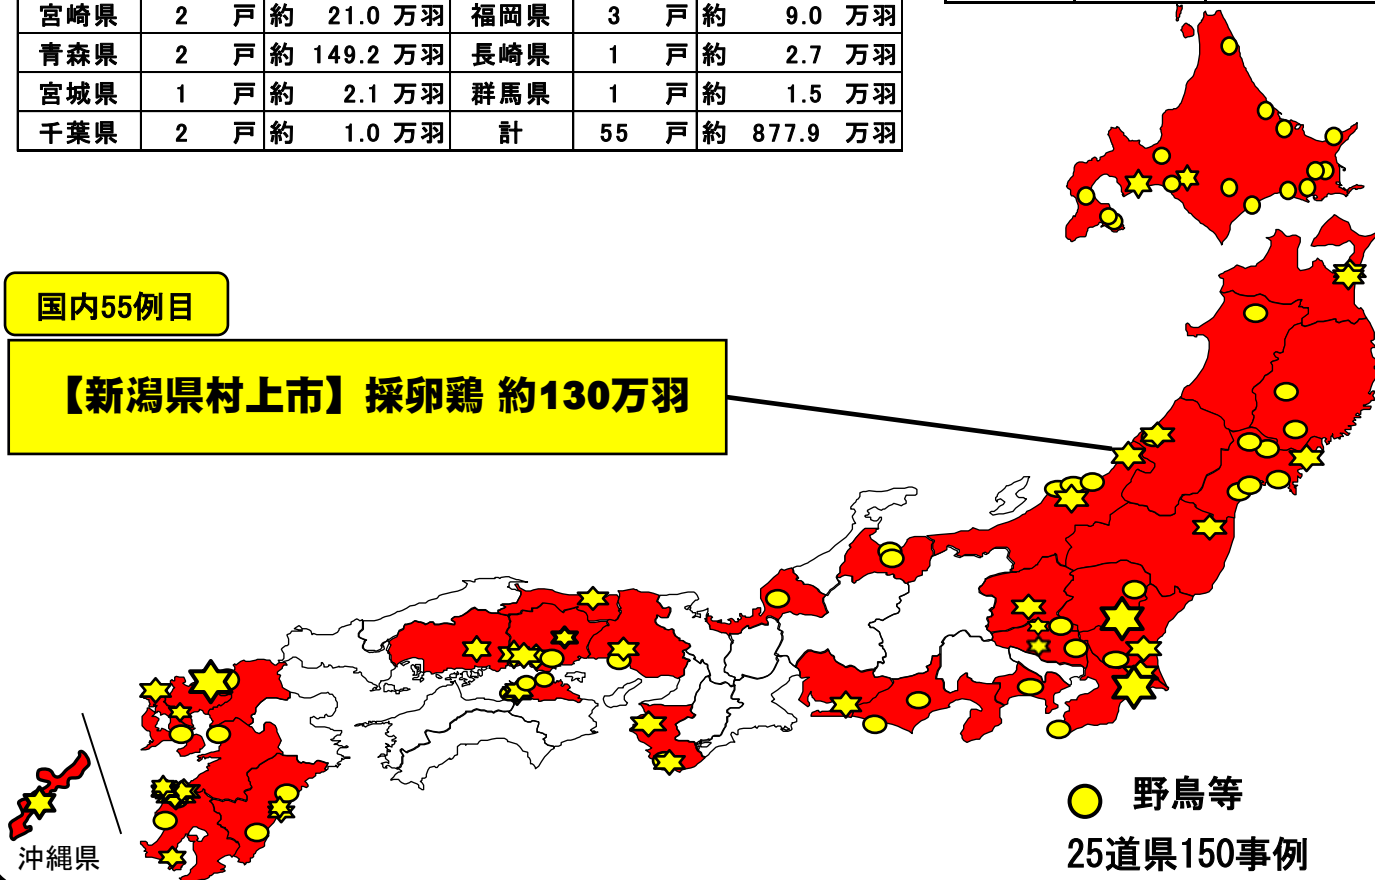 宮崎県 2 戸 約 21.0 万羽 福岡県 3 戸 約 9.0 万羽
青森県 2 戸 約 149.2 万羽 長崎県 1 戸 約 2.7 万羽
宮城県 1 戸 約 2.1 万羽 群馬県 1 戸 約 1.5 万羽
千葉県 2 戸 約 1.0 万羽 計 55 戸 約 877.9 万羽
国内55例目
【新潟県村上市】採卵鶏 約130万羽
野鳥等
25道県150事例
沖縄県